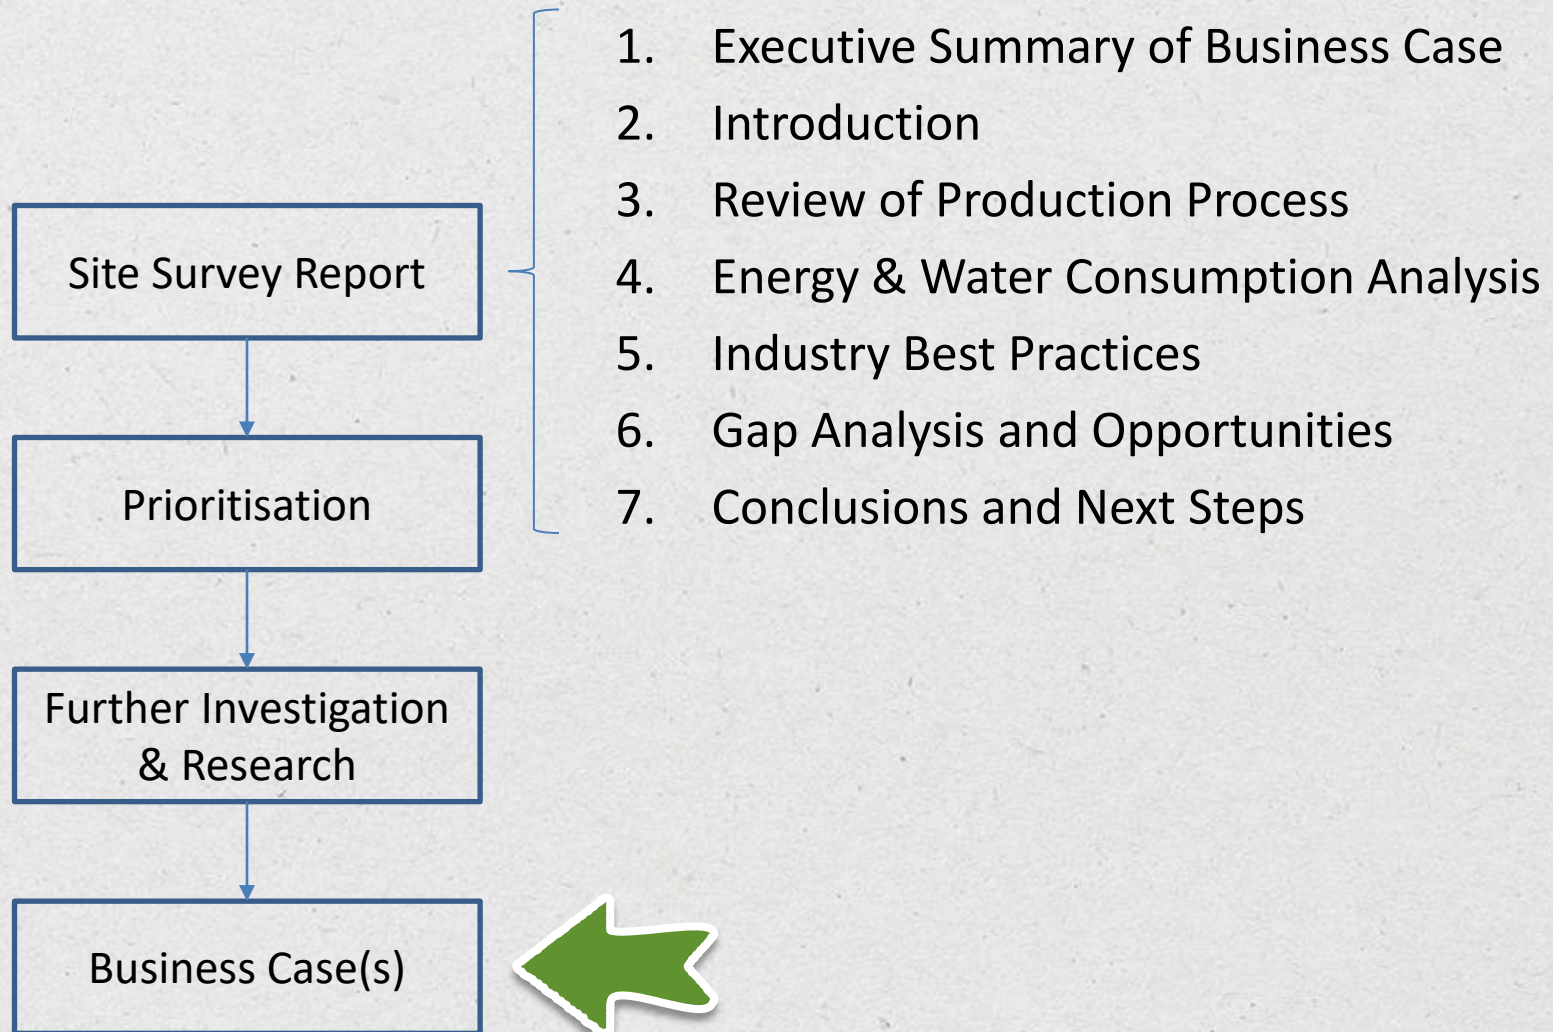 1. Executive Summary of Business Case
2. Introduction
3. Review of Production Process
4. Energy & Water Consumption Analysis
5. Industry Best Practices
6. Gap Analysis and Opportunities
7. Conclusions and Next Steps
Site Survey Report
Prioritisation
Further Investigation
& Research
Business Case(s)